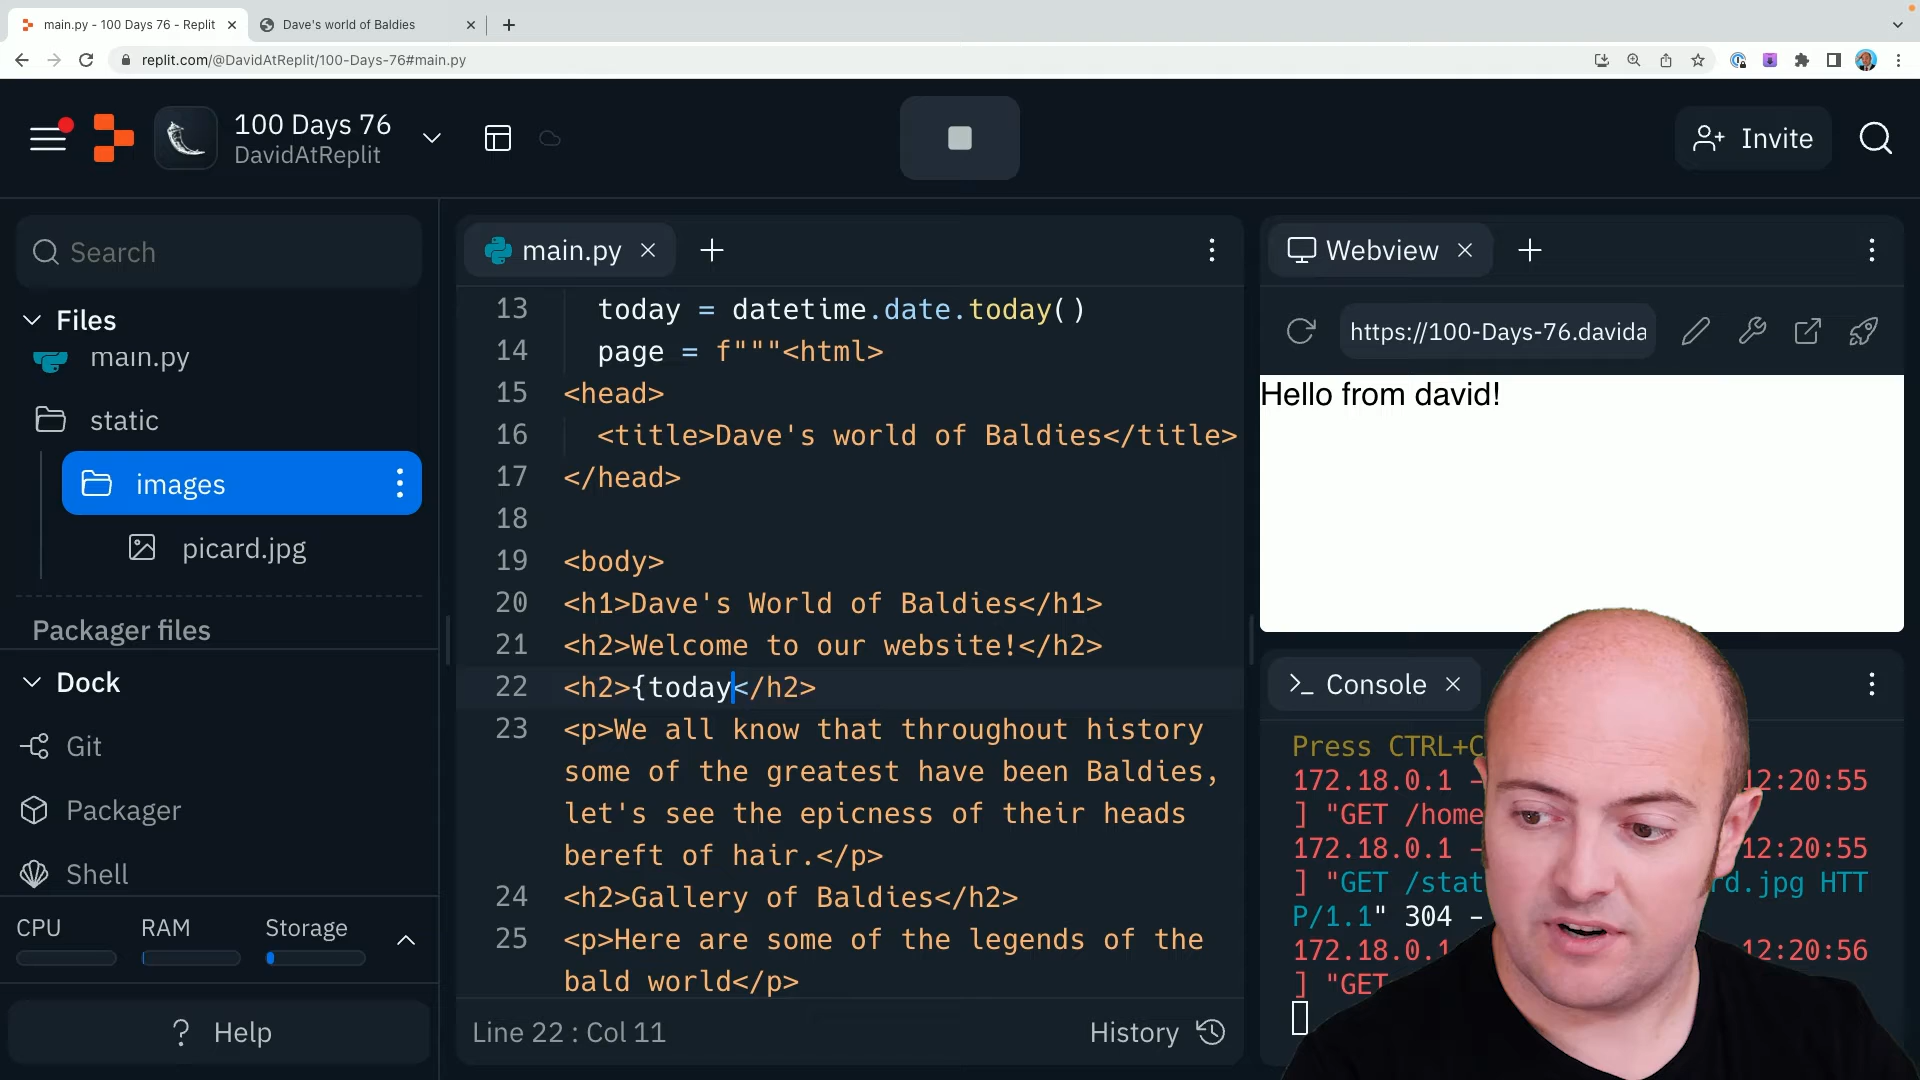 main.py - 100 Days 76 - Replit
Dave's world of Baldies
replit.com/@DavidAtReplit/100-Days-76#main.py
100 Days 76
DavidAtReplit
Invite
Search
Files
main.py
static
images
picard.jpg
Packager files
Dock
Git
Packager
Shell
CPU
RAM
Storage
? Help
main.py
13 today = datetime.date.today()
14 page = f"""<html>
15 <head>
16 <title>Dave's world of Baldies</title>
17 </head>
18
19 <body>
20 <h1>Dave's World of Baldies</h1>
21 <h2>Welcome to our website!</h2>
22 <h2>{today</h2>
23 <p>We all know that throughout history
some of the greatest have been Baldies,
let's see the epicness of their heads
bereft of hair.</p>
24 <h2>Gallery of Baldies</h2>
25 <p>Here are some of the legends of the
bald world</p>
Line 22 : Col 11
History
Webview
https://100-Days-76.davida
Hello from david!
Console
Press CTRL+C
172.18.0.1 - 12:20:55
] "GET /home
172.18.0.1 - 12:20:55
] "GET /stat rd.jpg HTT
P/1.1" 304 -
172.18.0.1 12:20:56
] "GET